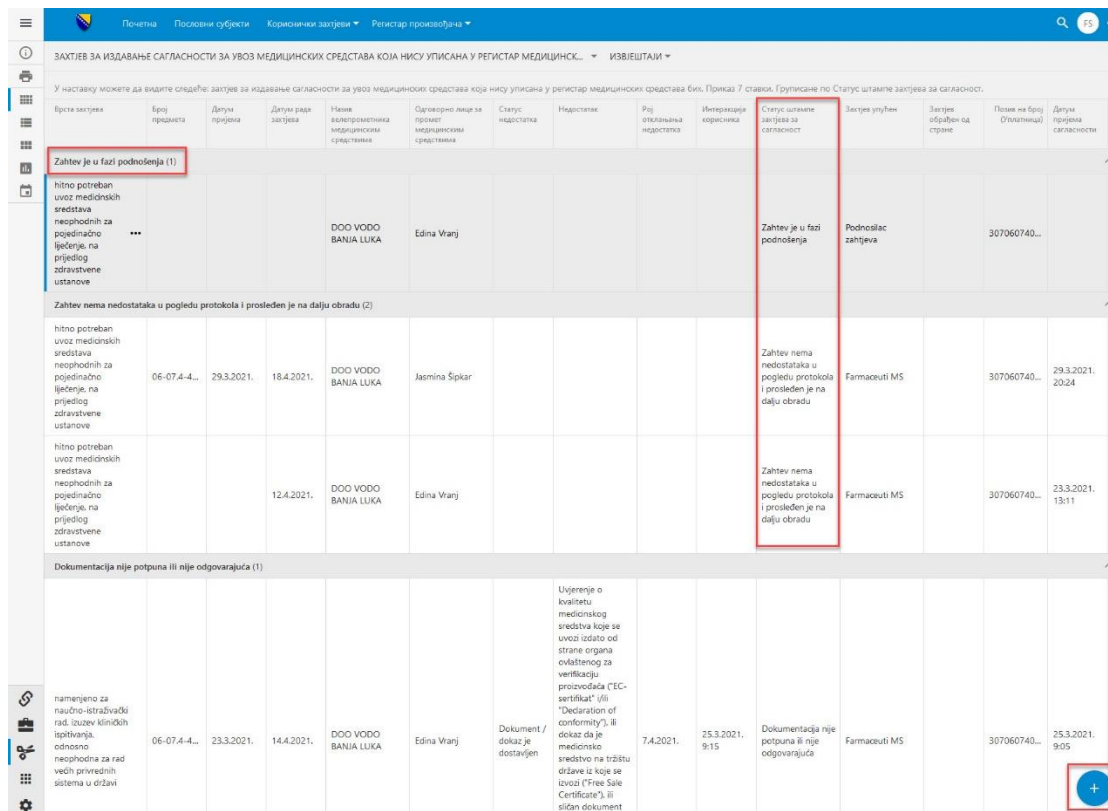 Почетна Пословни субјекти Кориснички захтјеви Регистар произвођача
FS
ЗАХТЈЕВ ЗА ИЗДАВАЊЕ САГЛАСНОСТИ ЗА УВОЗ МЕДИЦИНСКИХ СРЕДСТАВА КОЈА НИСУ УПИСАНА У РЕГИСТАР МЕДИЦИНСК... ИЗВЈЕШТАЈИ
У наставку можете да видите следеће: захтјев за издавање сагласности за увоз медицинских средстава која нису уписана у регистар медицинских средстава бих. Приказ 7 ставки. Груписане по Статус штампе захтјева за сагласност.
Врста захтјева
Број
предмета
Датум
пријема
Датум рада
захтјева
Назив
велепрометника
медицинским
средствима
Одговорно лице за
промет
медицинским
средствима
Статус
недостатка
Недостатак
Рој
отклањања
недостатка
Интеракција
корисника
Статус штампе
захтјева за
сагласност
Захтјев упућен
Захтјев
обрађен од
стране
Позив на број
(Уплатница)
Датум
пријема
сагласности
Zahtev je u fazi podnošenja (1)
hitno potreban
uvoz medicinskih
sredstava
neophodnih za
pojedinačno
liječenje, na
prijedlog
zdravstvene
ustanove
DOO VODO
BANJA LUKA
Edina Vranj
Zahtev je u fazi
podnošenja
Podnosilac
zahtjeva
307060740...
Zahtev nema nedostataka u pogledu protokola i prosleđen je na dalju obradu (2)
hitno potreban
uvoz medicinskih
sredstava
neophodnih za
pojedinačno
liječenje, na
prijedlog
zdravstvene
ustanove
06-07.4-4...
29.3.2021.
18.4.2021.
DOO VODO
BANJA LUKA
Jasmina Šipkar
Zahtev nema
nedostataka u
pogledu protokola
i prosleđen je na
dalju obradu
Farmaceuti MS
307060740...
29.3.2021.
20:24
hitno potreban
uvoz medicinskih
sredstava
neophodnih za
pojedinačno
liječenje, na
prijedlog
zdravstvene
ustanove
12.4.2021.
DOO VODO
BANJA LUKA
Edina Vranj
Zahtev nema
nedostataka u
pogledu protokola
i prosleđen je na
dalju obradu
Farmaceuti MS
307060740...
23.3.2021.
13:11
Dokumentacija nije potpuna ili nije odgovarajuća (1)
namenjeno za
naučno-istraživački
rad, izuzev kliničkih
ispitivanja,
odnosno
neophodna za rad
većih privrednih
sistema u državi
06-07.4-4...
23.3.2021.
14.4.2021.
DOO VODO
BANJA LUKA
Edina Vranj
Dokument /
dokaz je
dostavljen
Uvjerenje o
kvalitetu
medicinskog
sredstva koje se
uvozi izdato od
strane organa
ovlaštenog za
verifikaciju
proizvođača ("EC-
sertifikat" i/ili
"Declaration of
conformity"), ili
dokaz da je
medicinsko
sredstvo na tržištu
države iz koje se
izvozi ("Free Sale
Certificate"), ili
sličan dokument
7.4.2021.
25.3.2021.
9:15
Dokumentacija nije
potpuna ili nije
odgovarajuća
Farmaceuti MS
307060740...
25.3.2021.
9:05